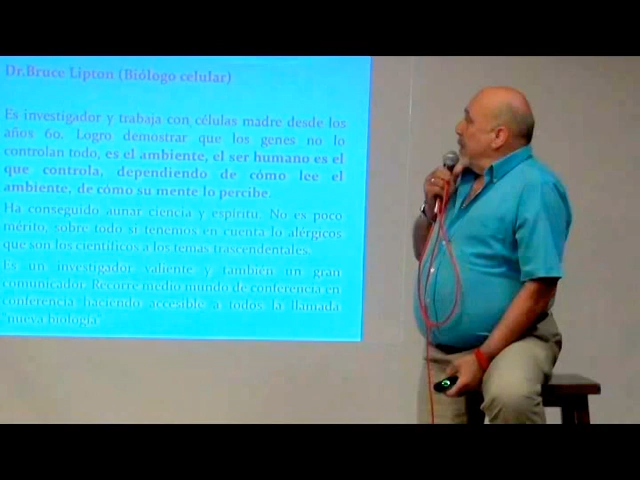 Dr.Bruce Lipton (Biólogo celular)
Es investigador y trabaja con células madre desde los
años 60. Logro demostrar que los genes no lo
controlan todo, es el ambiente, el ser humano es el
que controla, dependiendo de cómo lee el
ambiente, de cómo su mente lo percibe.
Ha conseguido aunar ciencia y espíritu. No es poco
mérito, sobre todo si tenemos en cuenta lo alérgicos
que son los científicos a los temas trascendentales.
Es un investigador valiente y también un gran
comunicador. Recorre medio mundo de conferencia en
conferencia haciendo accesible a todos la llamada
"nueva biología"